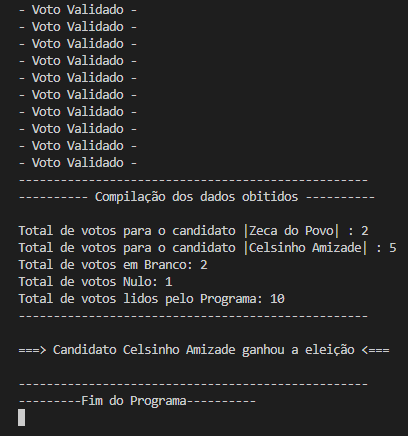 - Voto Validado -
- Voto Validado -
- Voto Validado -
- Voto Validado -
- Voto Validado -
- Voto Validado -
- Voto Validado -
- Voto Validado -
- Voto Validado -
- Voto Validado -
---------------------------------------------
---------- Compilação dos dados obitidos ----------
Total de votos para o candidato |Zeca do Povo| : 2
Total de votos para o candidato |Celsinho Amizade| : 5
Total de votos em Branco: 2
Total de votos Nulo: 1
Total de votos lidos pelo Programa: 10
---------------------------------------------
===> Candidato Celsinho Amizade ganhou a eleição <===
---------------------------------------------
---------Fim do Programa----------